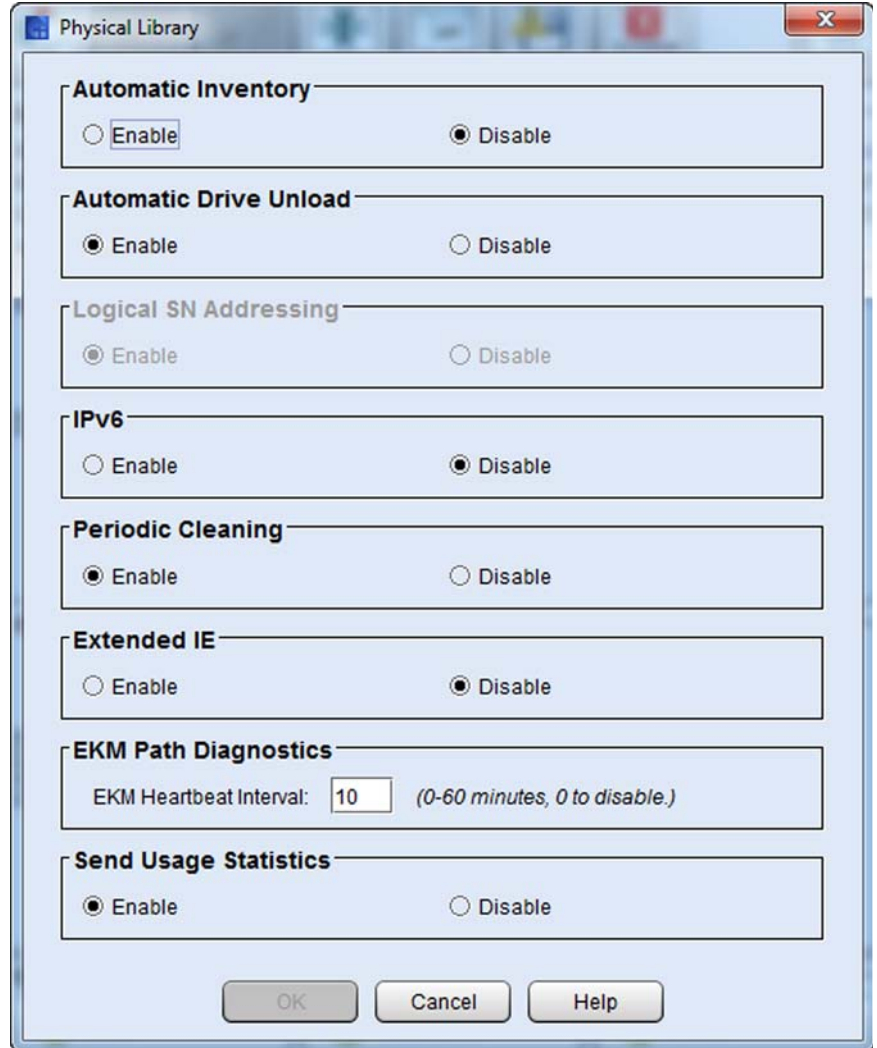 Physical Library
Automatic Inventory
Enable Disable
Automatic Drive Unload
Enable Disable
Logical SN Addressing
Enable Disable
IPv6
Enable Disable
Periodic Cleaning
Enable Disable
Extended IE
Enable Disable
EKM Path Diagnostics
EKM Heartbeat Interval: 10 (0-60 minutes, 0 to disable.)
Send Usage Statistics
Enable Disable
OK Cancel Help